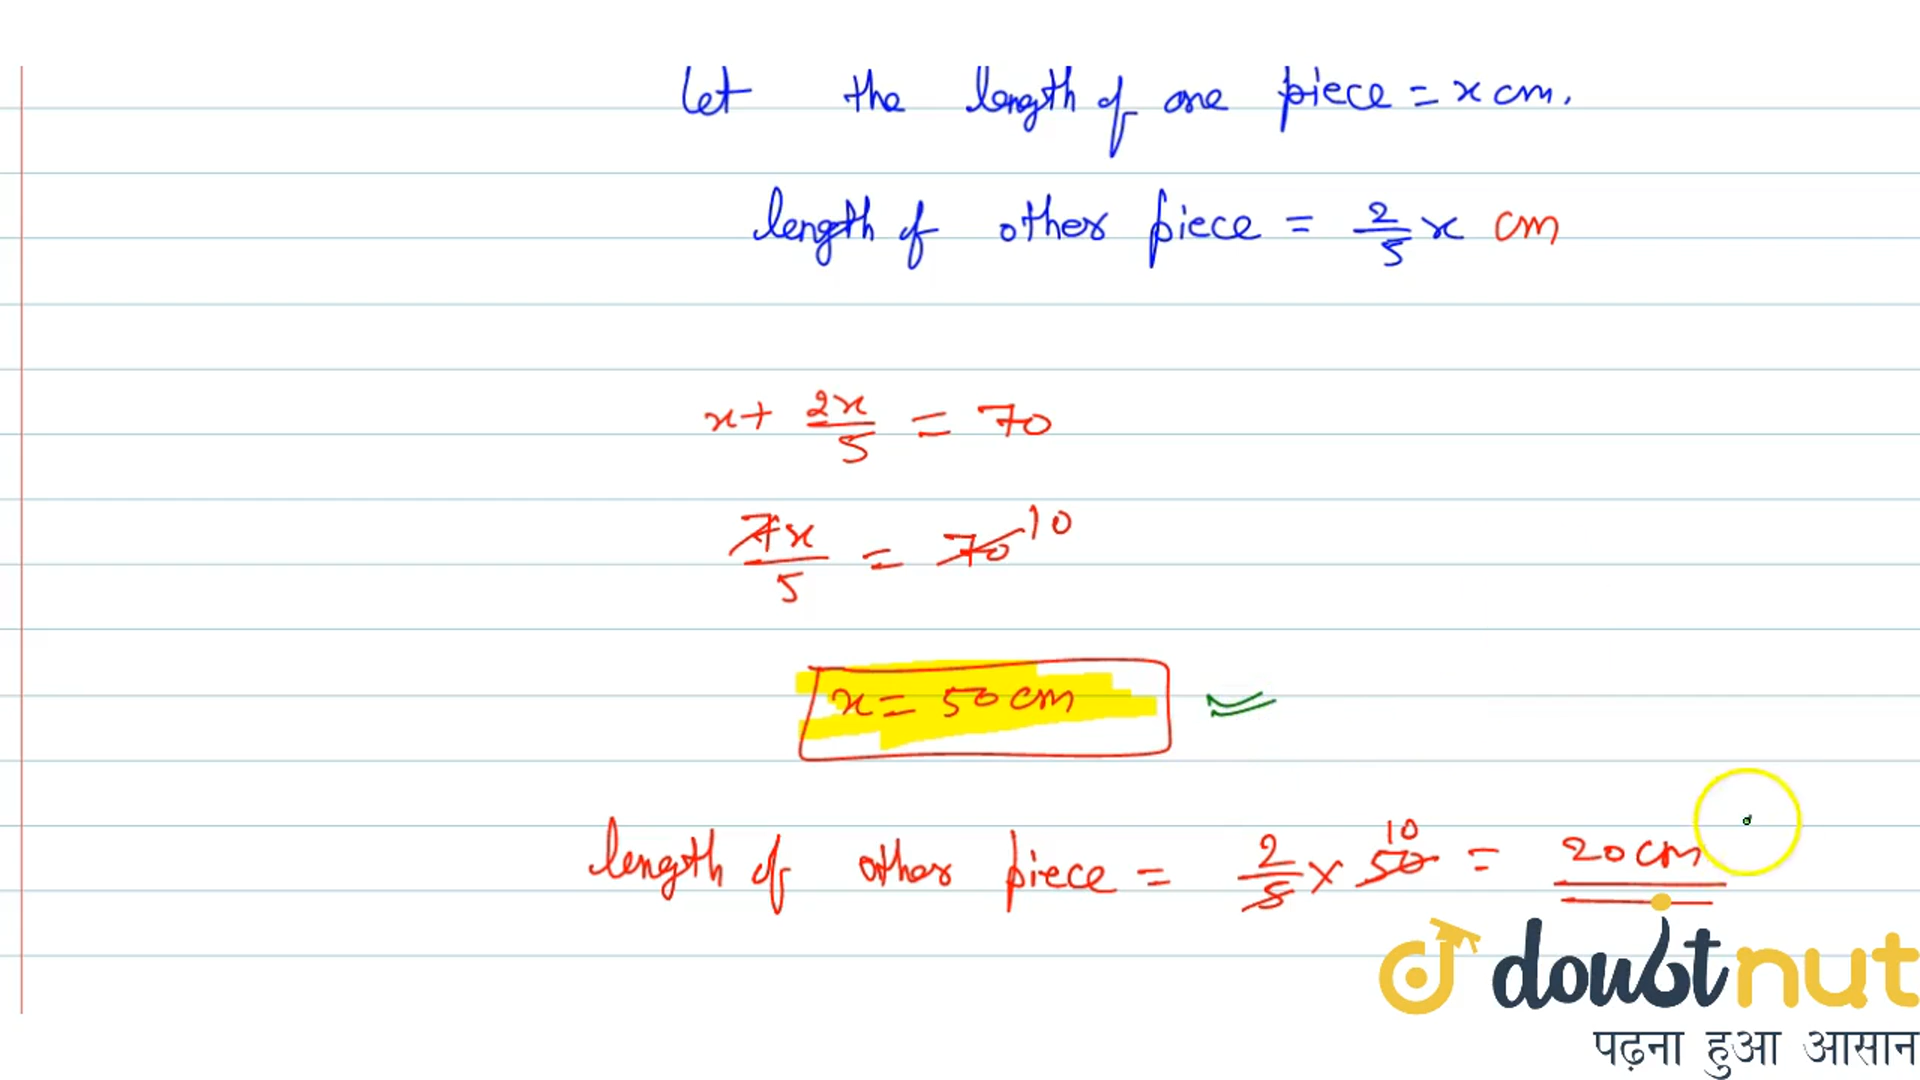 Let the length of one piece = x cm.
length of other piece = 2/5 x cm
x + 2x/5 = 70
7x/5 = 70 10
x = 50 cm
length of other piece = 2/5 × 50 10 = 20 cm
doubtnut
पढ़ना हुआ आसान